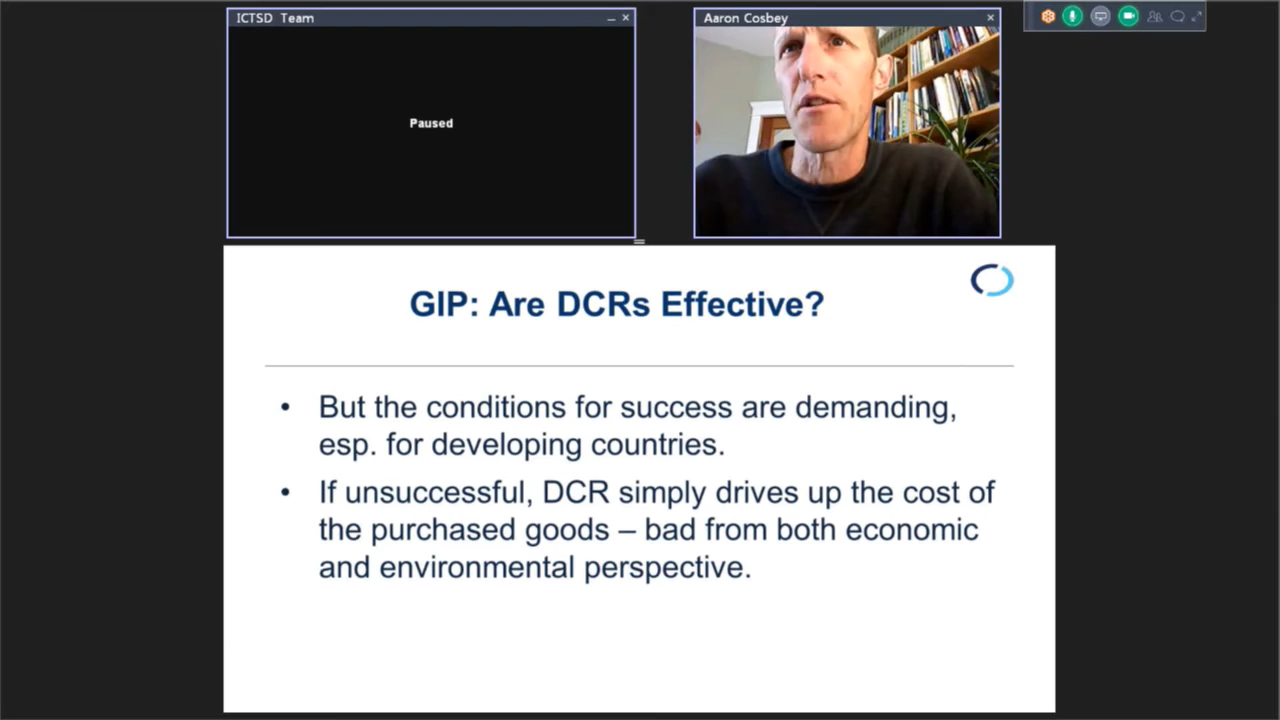 ICTSD Team
Aaron Cosbey
Paused
GIP: Are DCRs Effective?
• But the conditions for success are demanding,
esp. for developing countries.
• If unsuccessful, DCR simply drives up the cost of
the purchased goods – bad from both economic
and environmental perspective.